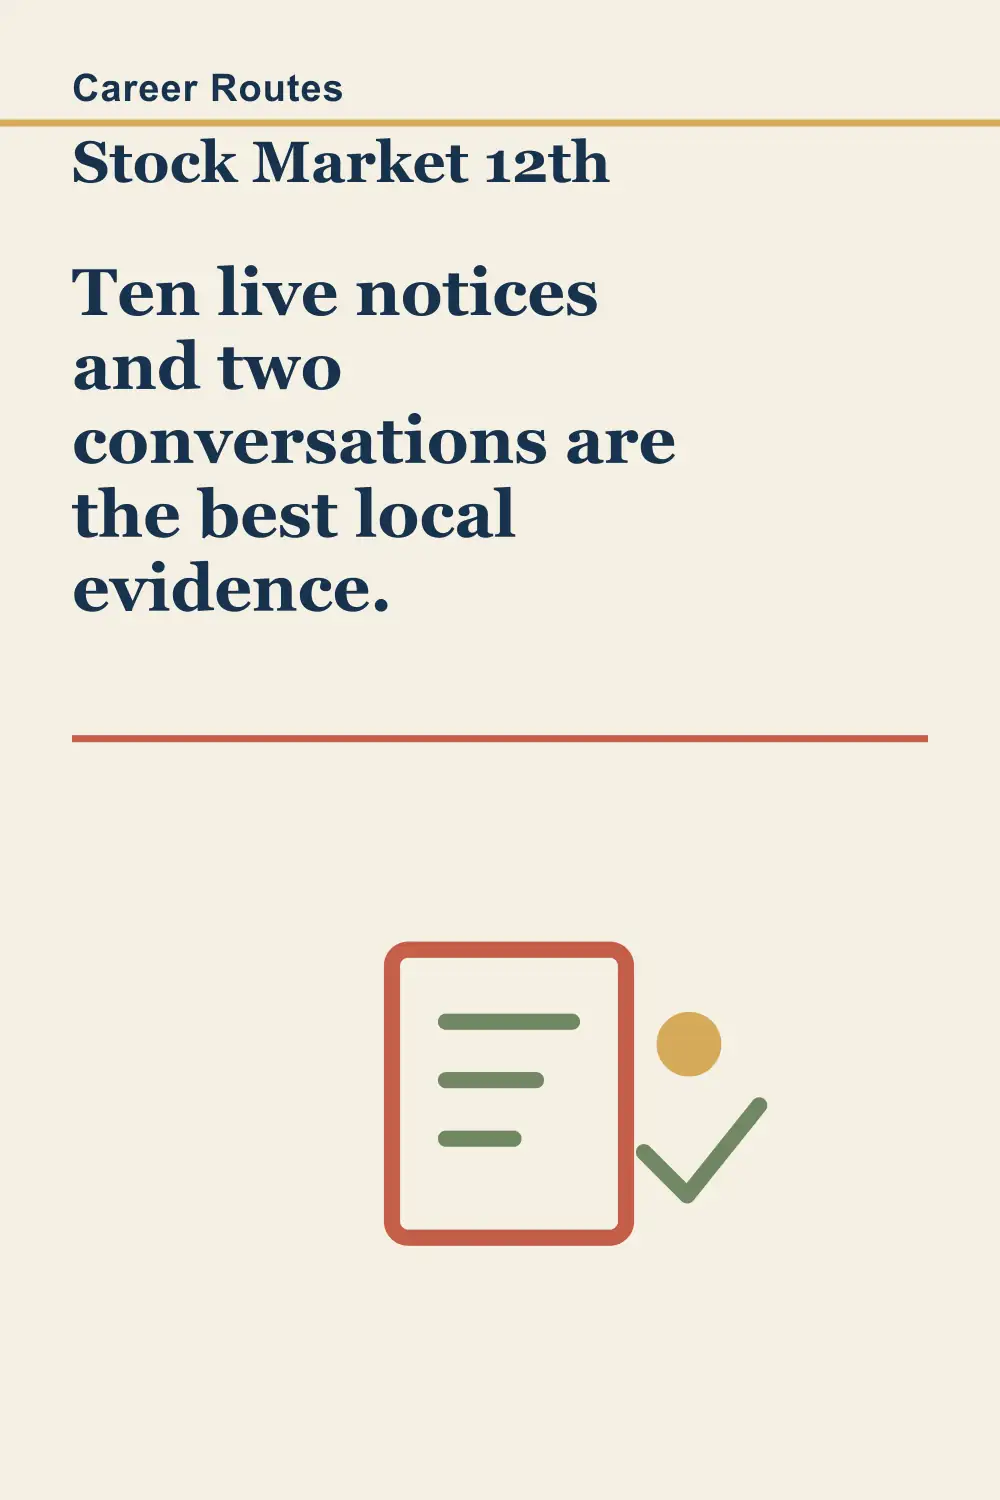 Career Routes
Stock Market 12th
Ten live notices
and two
conversations are
the best local
evidence.